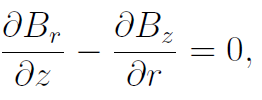 ∂B_r/∂z − ∂B_z/∂r = 0,